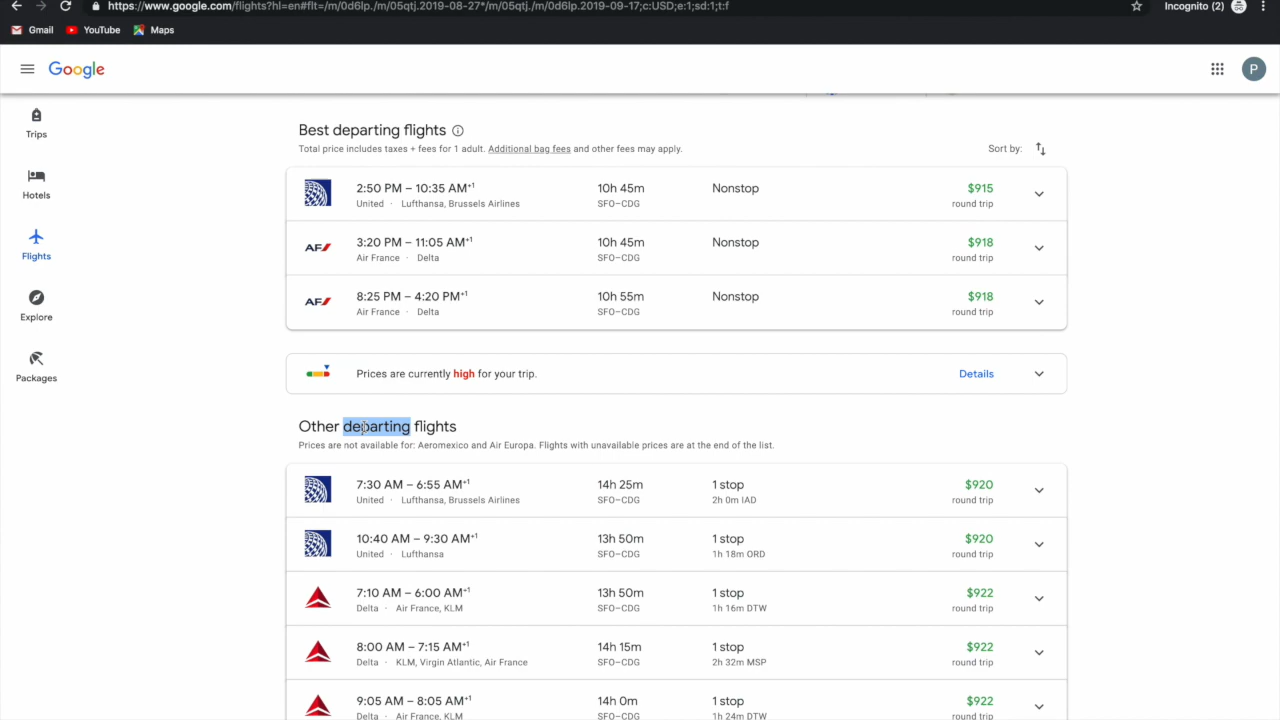 https://www.google.com/flights?hl=en#flt=/m/0d6lp./m/05qtj.2019-08-27*/m/05qtj./m/0d6lp.2019-09-17;c:USD;e:1;sd:1;t:f
Incognito (2)
Gmail YouTube Maps
Google
P
Trips
Hotels
Flights
Explore
Packages
Best departing flights
Total price includes taxes + fees for 1 adult. Additional bag fees and other fees may apply.
Sort by:
2:50 PM – 10:35 AM+1 10h 45m Nonstop $915
United · Lufthansa, Brussels Airlines SFO–CDG round trip
AF 3:20 PM – 11:05 AM+1 10h 45m Nonstop $918
Air France · Delta SFO–CDG round trip
AF 8:25 PM – 4:20 PM+1 10h 55m Nonstop $918
Air France · Delta SFO–CDG round trip
Prices are currently high for your trip. Details
Other departing flights
Prices are not available for: Aeromexico and Air Europa. Flights with unavailable prices are at the end of the list.
7:30 AM – 6:55 AM+1 14h 25m 1 stop $920
United · Lufthansa, Brussels Airlines SFO–CDG 2h 0m IAD round trip
10:40 AM – 9:30 AM+1 13h 50m 1 stop $920
United · Lufthansa SFO–CDG 1h 18m ORD round trip
7:10 AM – 6:00 AM+1 13h 50m 1 stop $922
Delta · Air France, KLM SFO–CDG 1h 16m DTW round trip
8:00 AM – 7:15 AM+1 14h 15m 1 stop $922
Delta · KLM, Virgin Atlantic, Air France SFO–CDG 2h 32m MSP round trip
9:05 AM – 8:05 AM+1 14h 0m 1 stop $922
Delta · Air France, KLM SFO–CDG 1h 24m DTW round trip